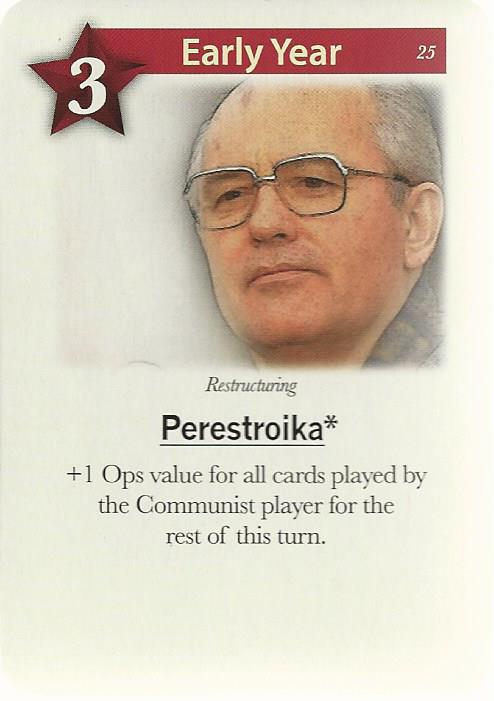 3
Early Year
25
Restructuring
Perestroika*
+1 Ops value for all cards played by
the Communist player for the
rest of this turn.